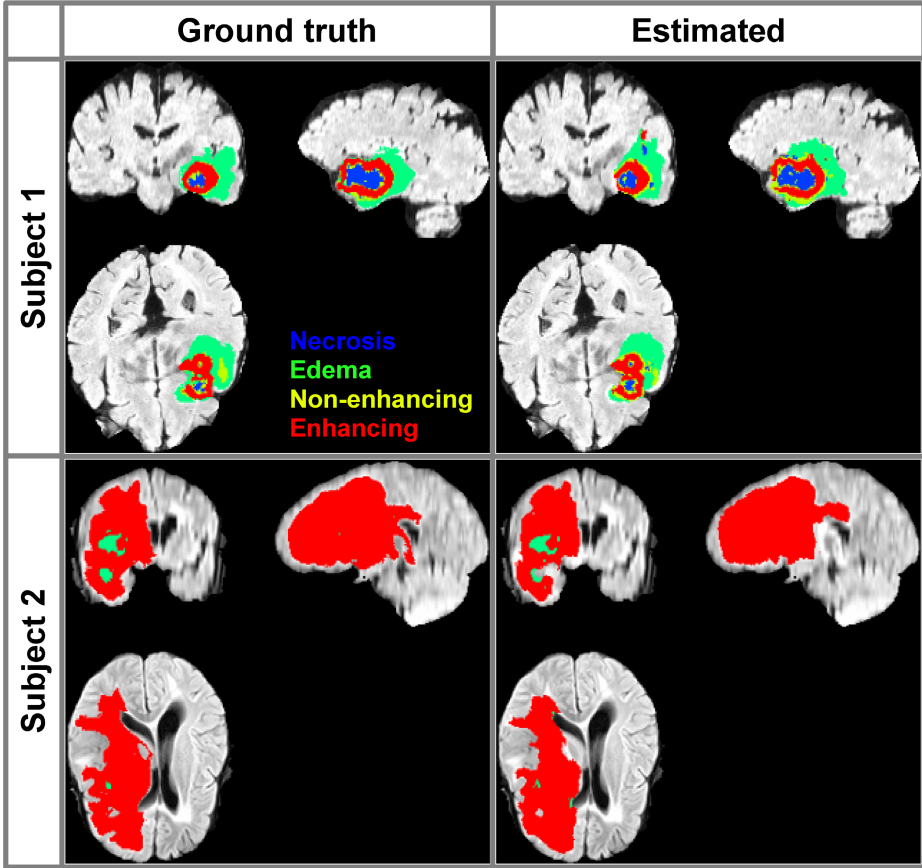 Ground truth
Estimated
Subject 1
Necrosis
Edema
Non-enhancing
Enhancing
Subject 2